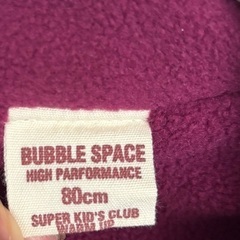 BUBBLE SPACE
HIGH PARFORMANCE
80cm
SUPER KID'S CLUB
WARM UP